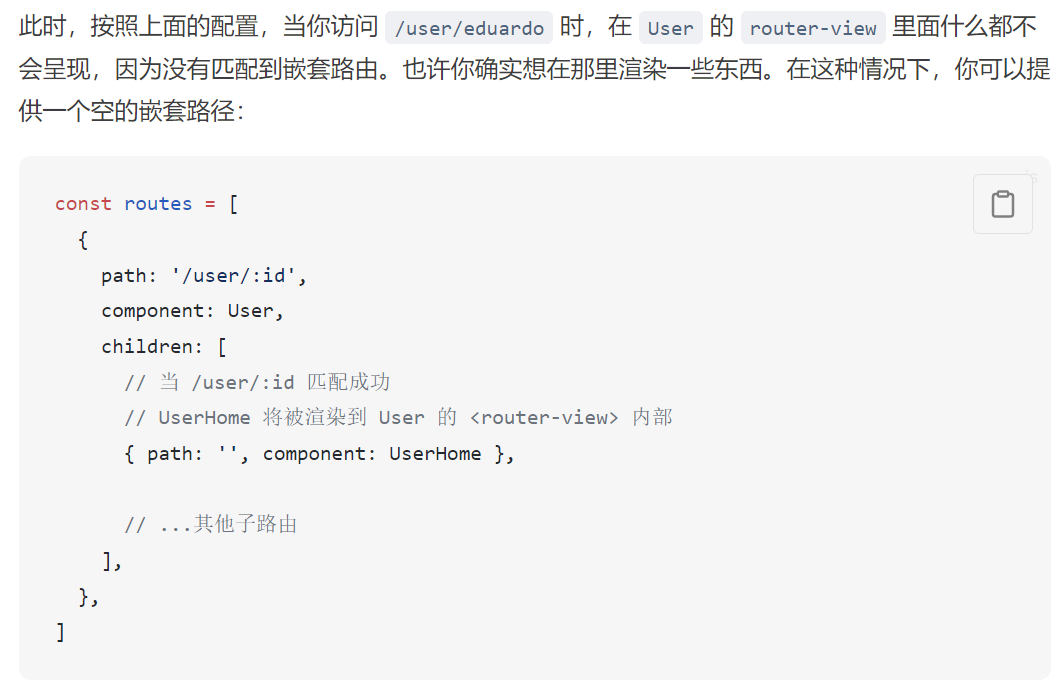 此时，按照上面的配置，当你访问 /user/eduardo 时，在 User 的 router-view 里面什么都不
会呈现，因为没有匹配到嵌套路由。也许你确实想在那里渲染一些东西。在这种情况下，你可以提
供一个空的嵌套路径：
const routes = [
  {
    path: '/user/:id',
    component: User,
    children: [
      // 当 /user/:id 匹配成功
      // UserHome 将被渲染到 User 的 <router-view> 内部
      { path: '', component: UserHome },
      // ...其他子路由
    ],
  },
]